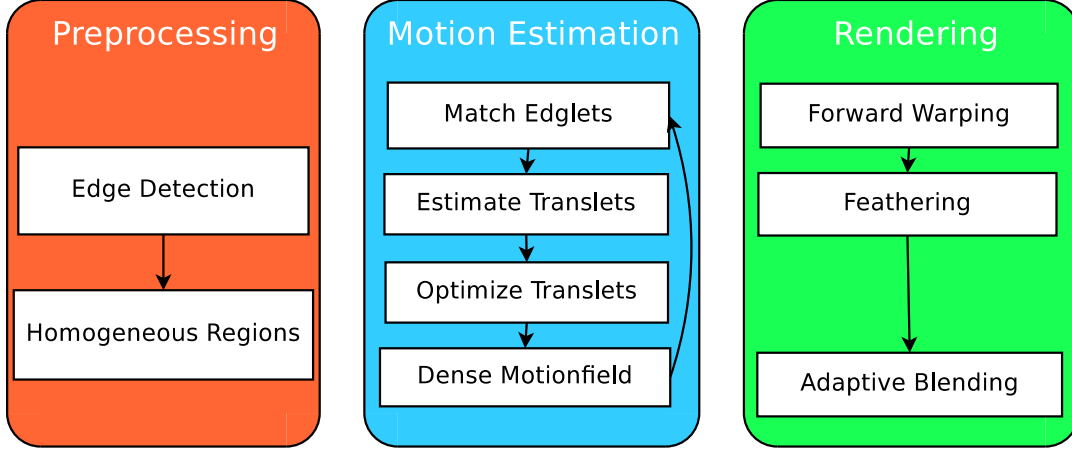 Preprocessing
Edge Detection
Homogeneous Regions
Motion Estimation
Match Edglets
Estimate Translets
Optimize Translets
Dense Motionfield
Rendering
Forward Warping
Feathering
Adaptive Blending